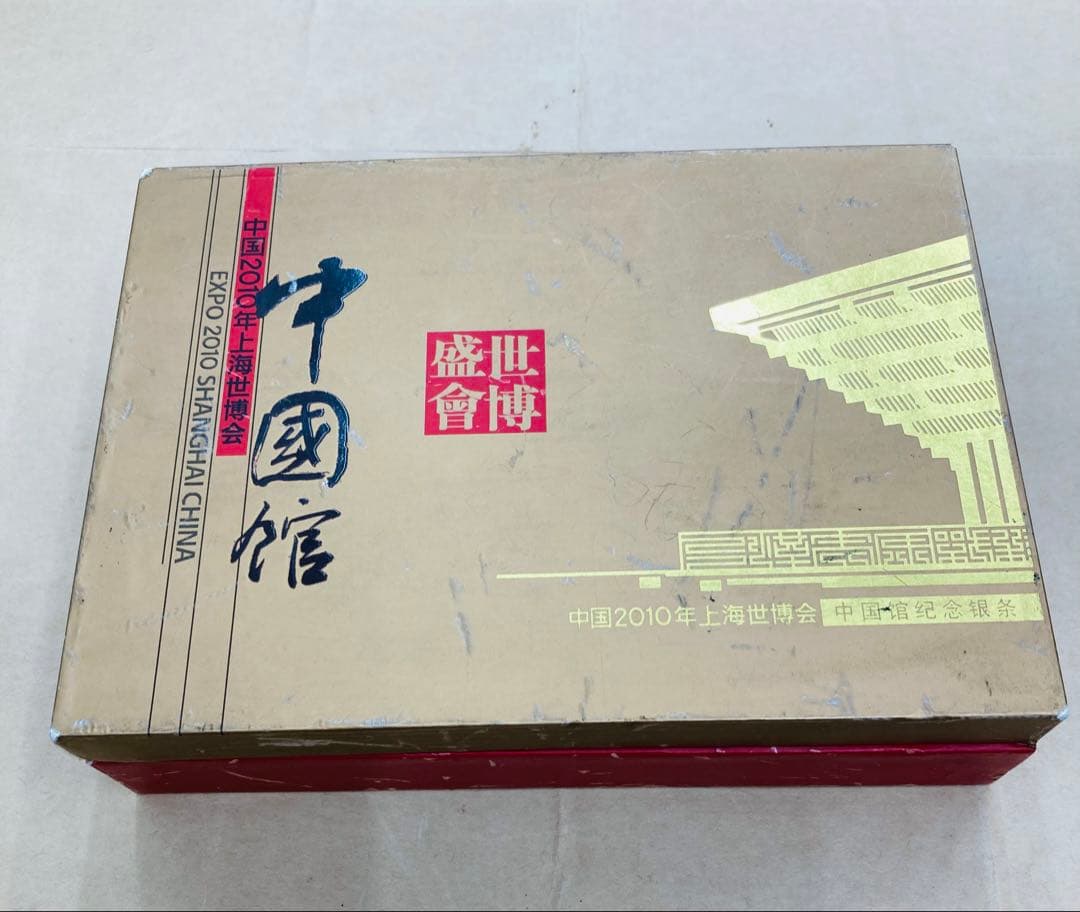 中国2010年上海世博会
EXPO 2010 SHANGHAI CHINA
中國馆
世博
盛會
中国2010年上海世博会 中国馆纪念银条